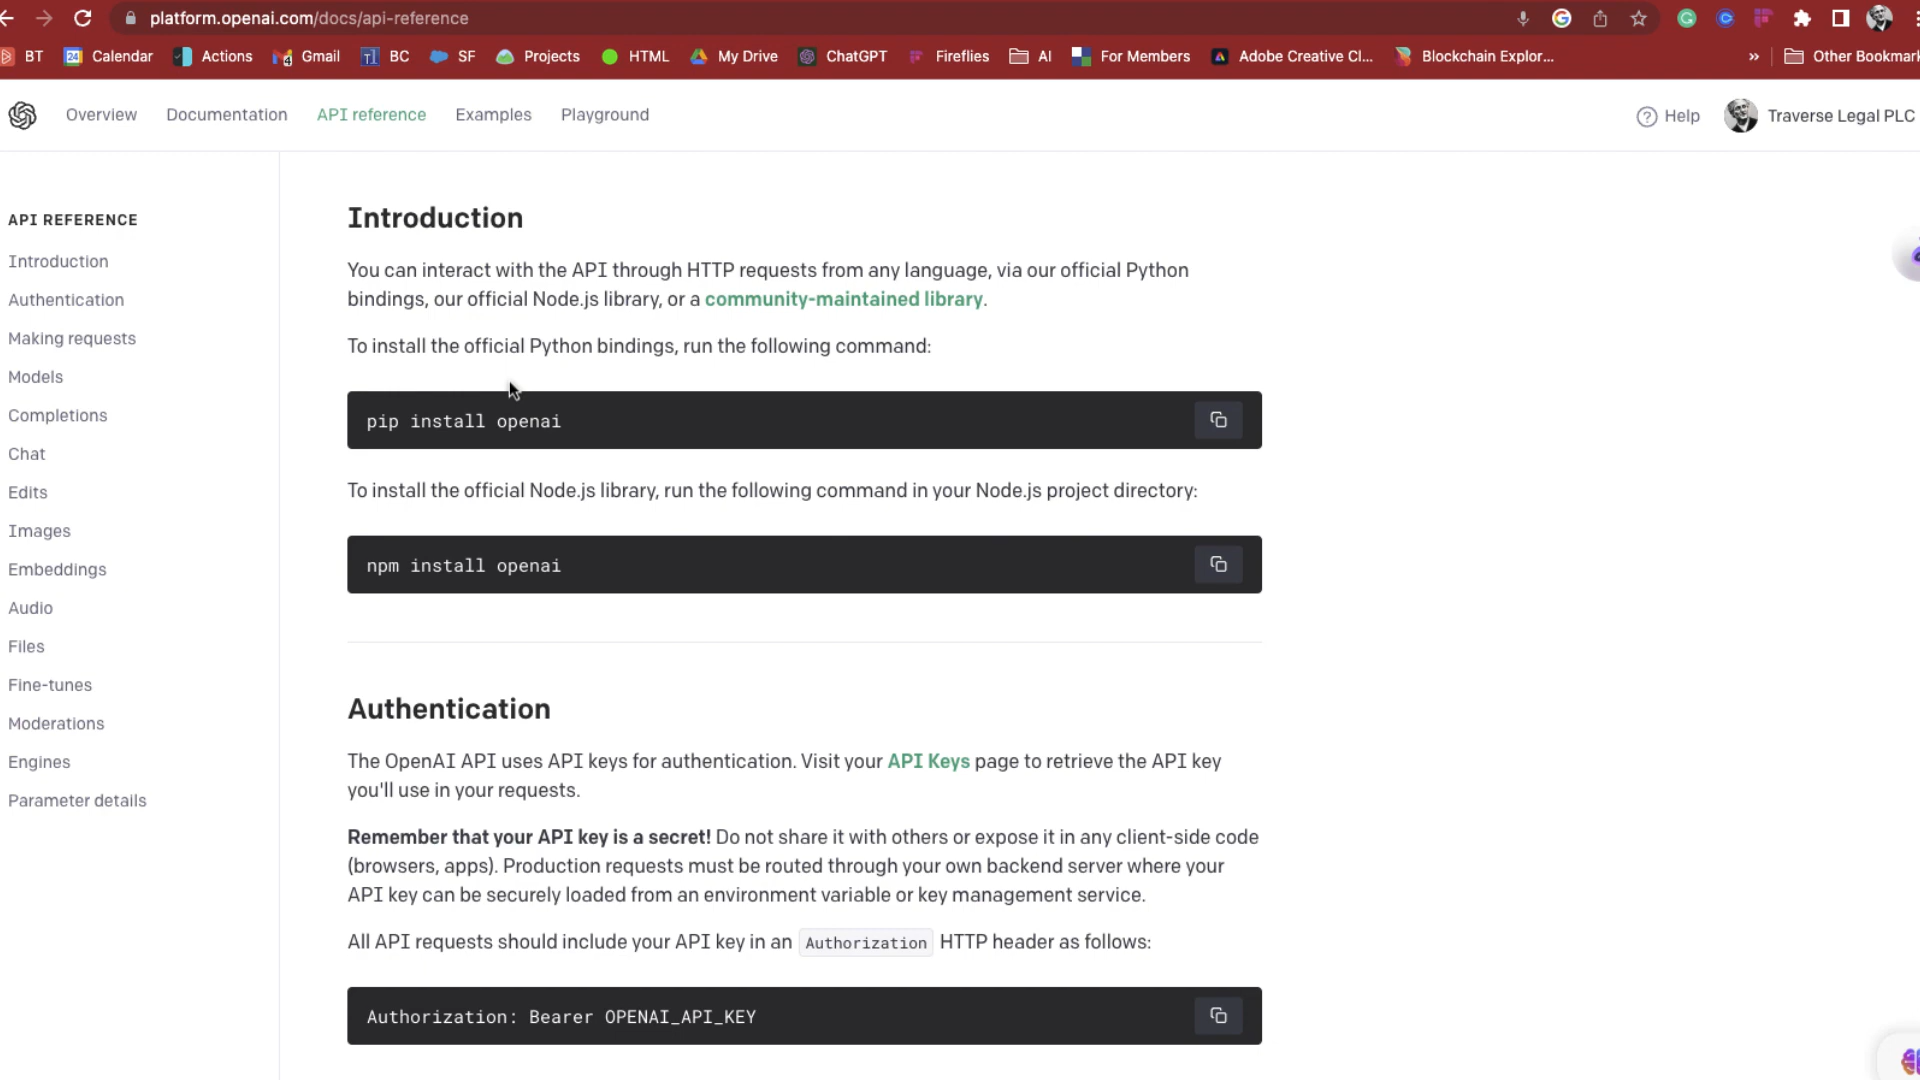 platform.openai.com/docs/api-reference
BT 24 Calendar Actions 4 Gmail BC SF Projects HTML My Drive ChatGPT Fireflies AI For Members Adobe Creative Cl... Blockchain Explor... » Other Bookmark
Overview Documentation API reference Examples Playground Help Traverse Legal PLC
API REFERENCE
Introduction
Authentication
Making requests
Models
Completions
Chat
Edits
Images
Embeddings
Audio
Files
Fine-tunes
Moderations
Engines
Parameter details
Introduction
You can interact with the API through HTTP requests from any language, via our official Python
bindings, our official Node.js library, or a community-maintained library.
To install the official Python bindings, run the following command:
pip install openai
To install the official Node.js library, run the following command in your Node.js project directory:
npm install openai
Authentication
The OpenAI API uses API keys for authentication. Visit your API Keys page to retrieve the API key
you'll use in your requests.
Remember that your API key is a secret! Do not share it with others or expose it in any client-side code
(browsers, apps). Production requests must be routed through your own backend server where your
API key can be securely loaded from an environment variable or key management service.
All API requests should include your API key in an Authorization HTTP header as follows:
Authorization: Bearer OPENAI_API_KEY